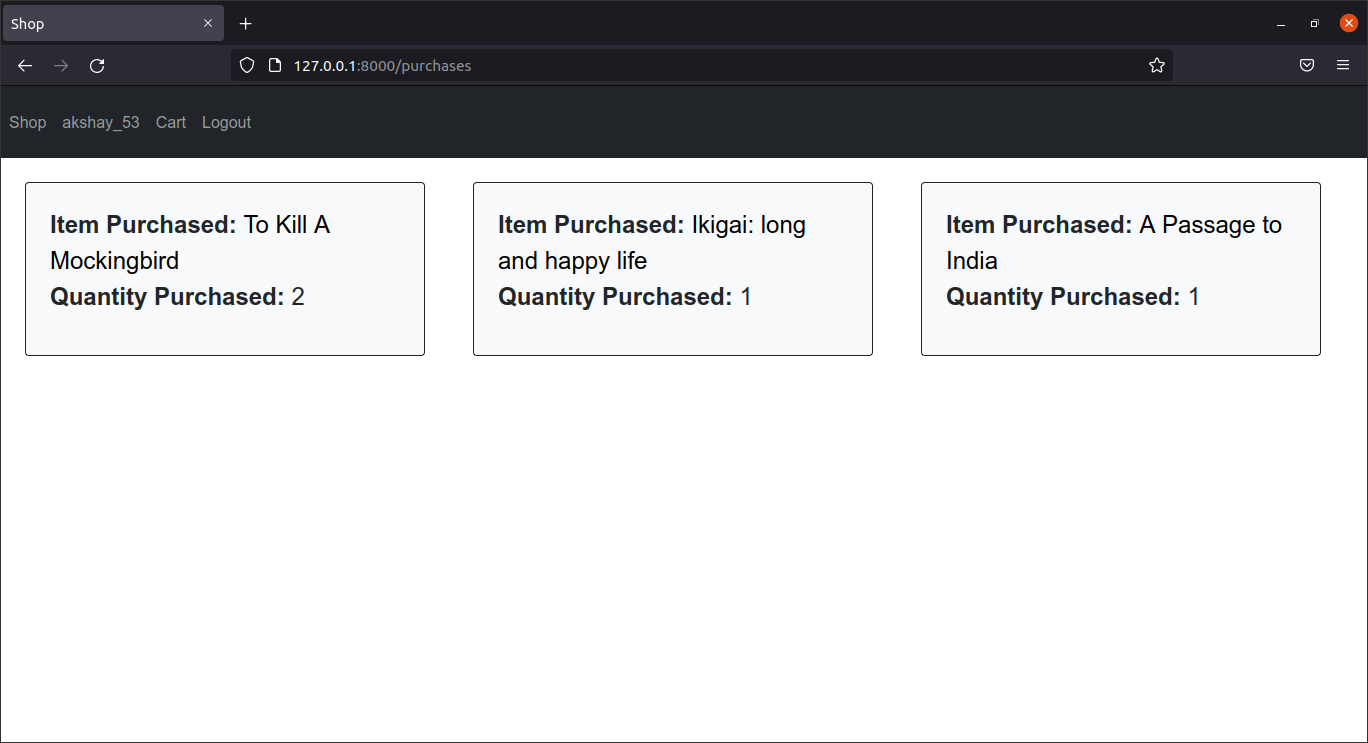 Shop
127.0.0.1:8000/purchases
Shop akshay_53 Cart Logout
Item Purchased: To Kill A
Mockingbird
Quantity Purchased: 2
Item Purchased: Ikigai: long
and happy life
Quantity Purchased: 1
Item Purchased: A Passage to
India
Quantity Purchased: 1